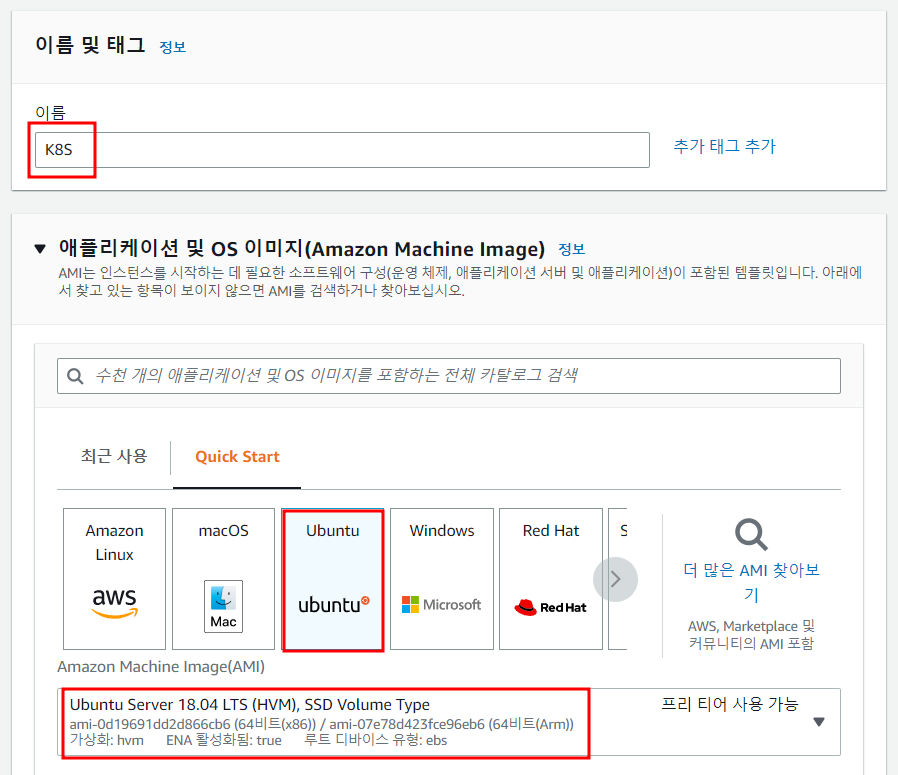 이름 및 태그 정보
이름
K8S
추가 태그 추가
애플리케이션 및 OS 이미지(Amazon Machine Image) 정보
AMI는 인스턴스를 시작하는 데 필요한 소프트웨어 구성(운영 체제, 애플리케이션 서버 및 애플리케이션)이 포함된 템플릿입니다. 아래에
서 찾고 있는 항목이 보이지 않으면 AMI를 검색하거나 찾아보십시오.
수천 개의 애플리케이션 및 OS 이미지를 포함하는 전체 카탈로그 검색
최근 사용
Quick Start
Amazon
Linux
aws
macOS
Mac
Ubuntu
ubuntu
Windows
Microsoft
Red Hat
Red Hat
S
더 많은 AMI 찾아보
기
AWS, Marketplace 및
커뮤니티의 AMI 포함
Amazon Machine Image(AMI)
Ubuntu Server 18.04 LTS (HVM), SSD Volume Type
프리 티어 사용 가능
ami-0d19691dd2d866cb6 (64비트(x86)) / ami-07e78d423fce96eb6 (64비트(Arm))
가상화: hvm ENA 활성화됨: true 루트 디바이스 유형: ebs